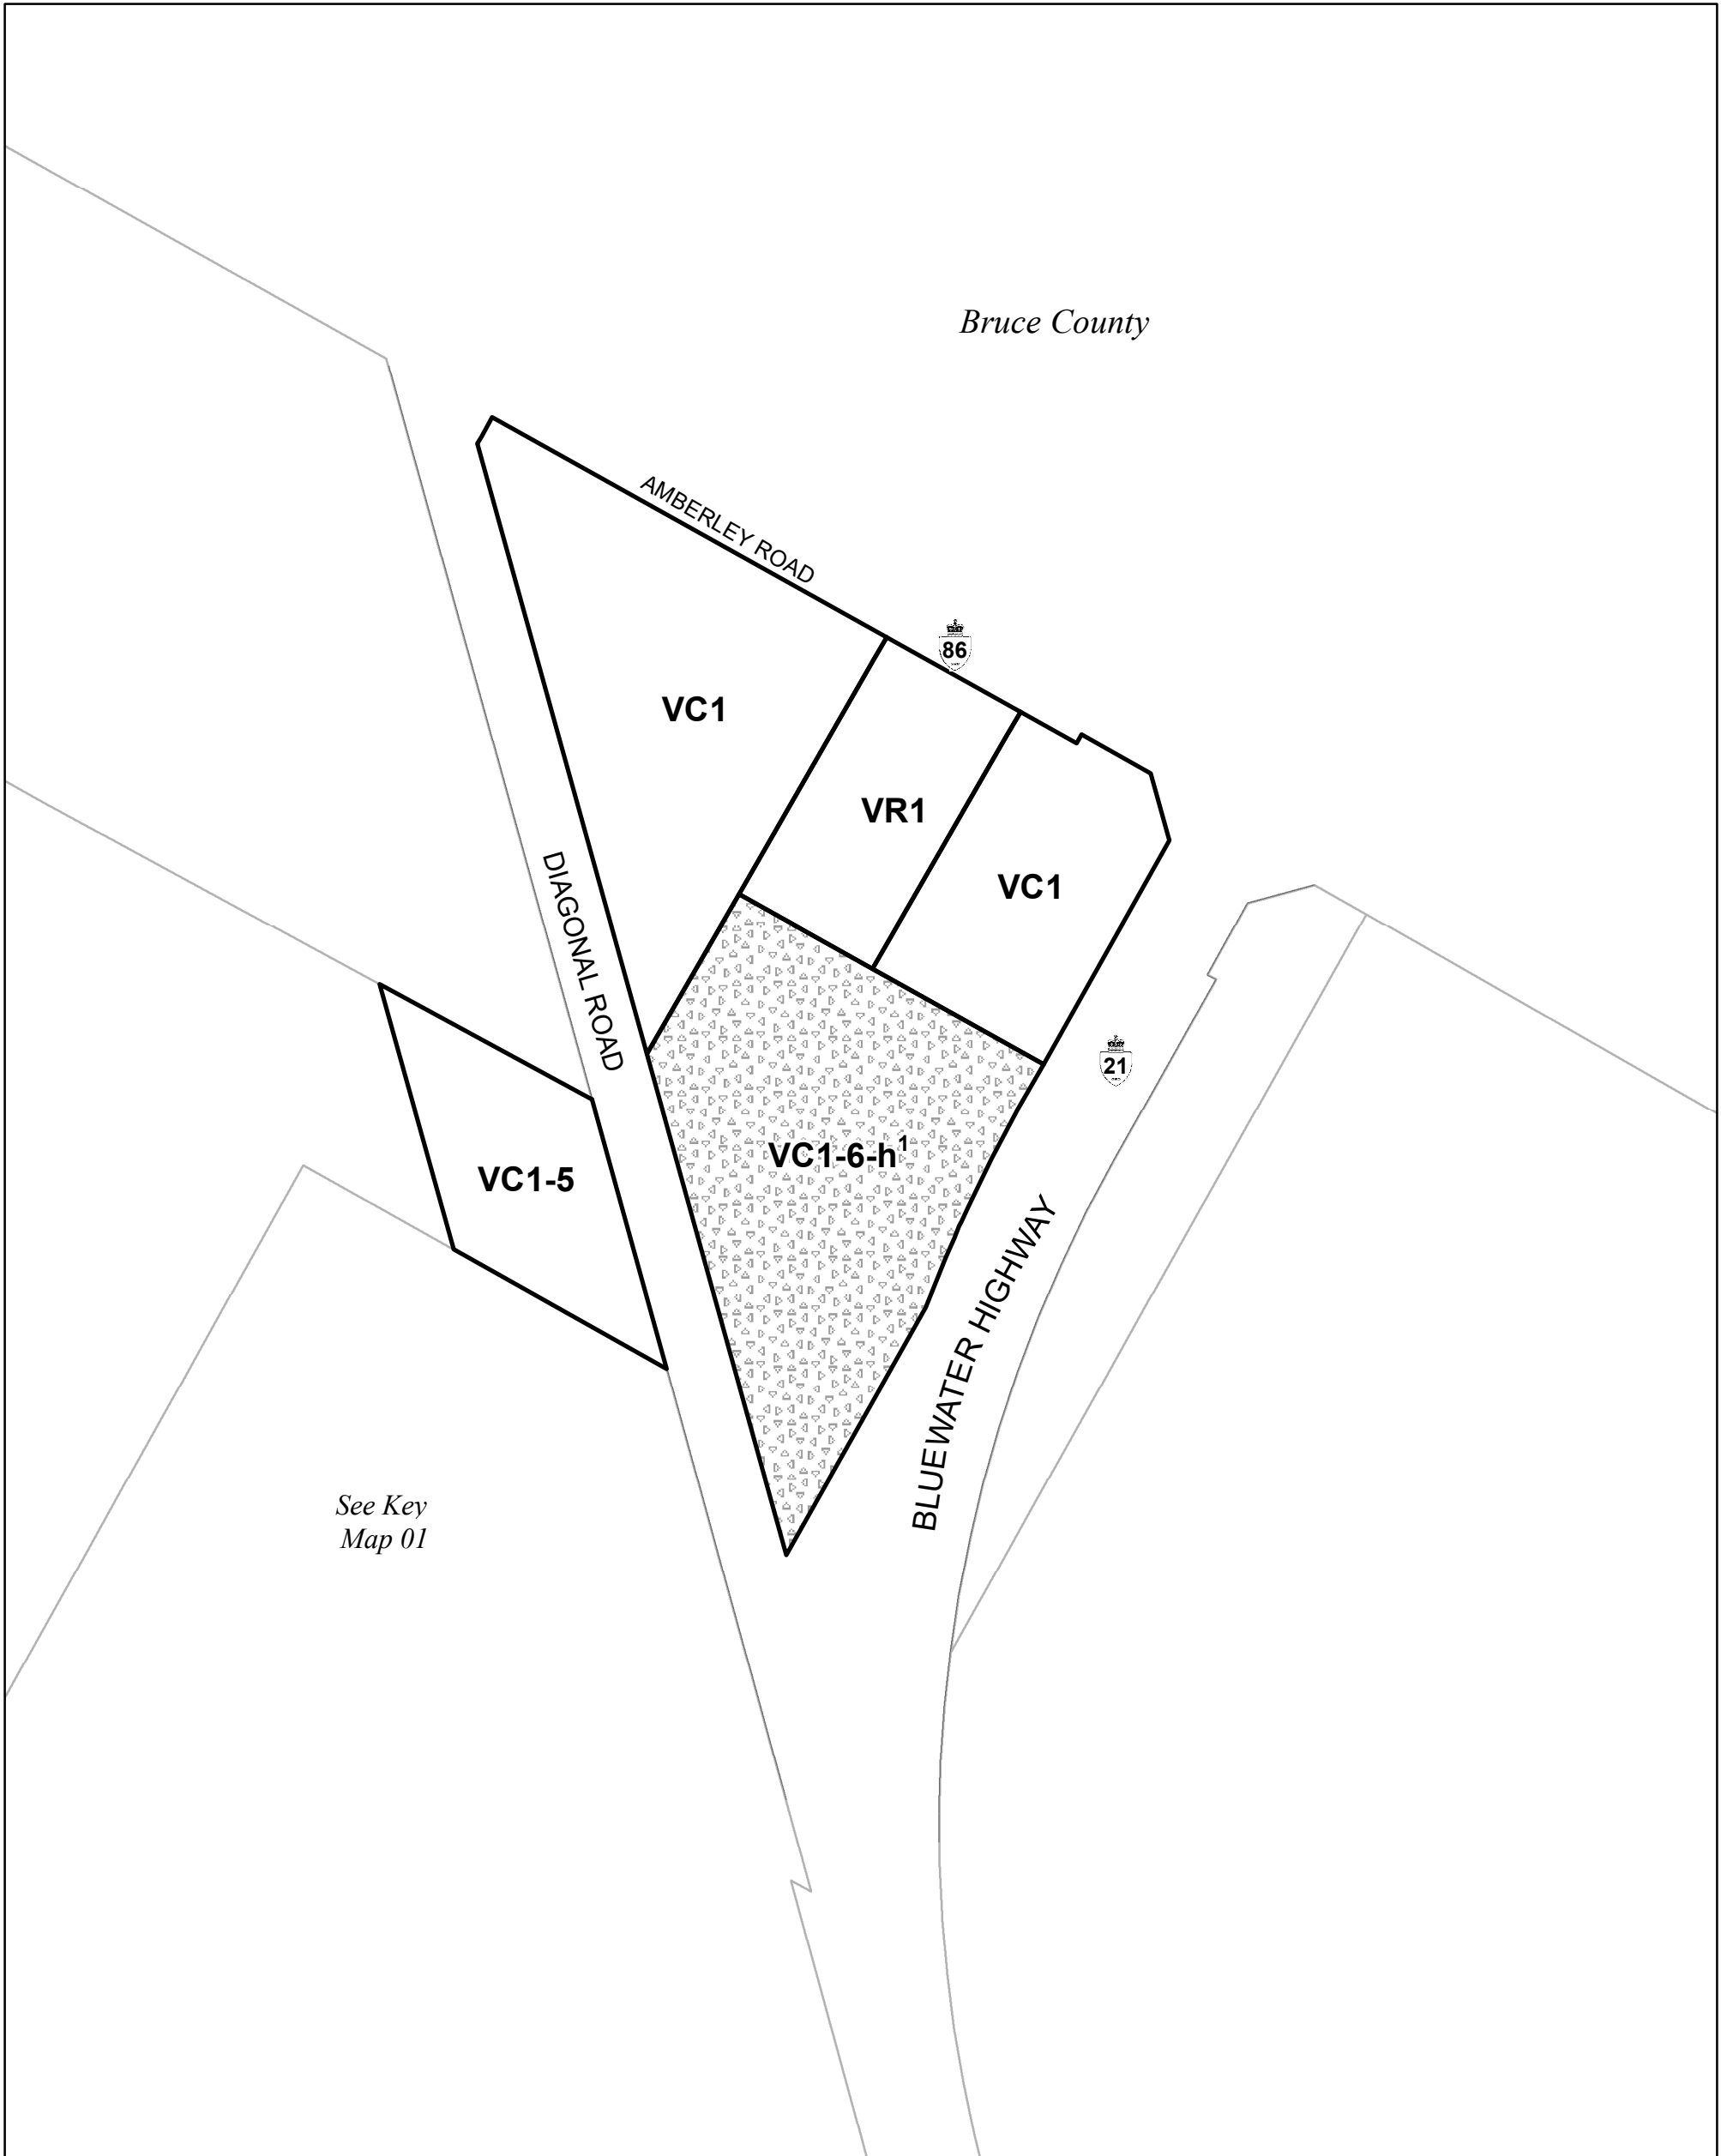 Bruce County
AMBERLEY ROAD
86
VC1
VR1
VC1
DIAGONAL ROAD
21
VC1-6-h¹
VC1-5
BLUEWATER HIGHWAY
See Key
Map 01